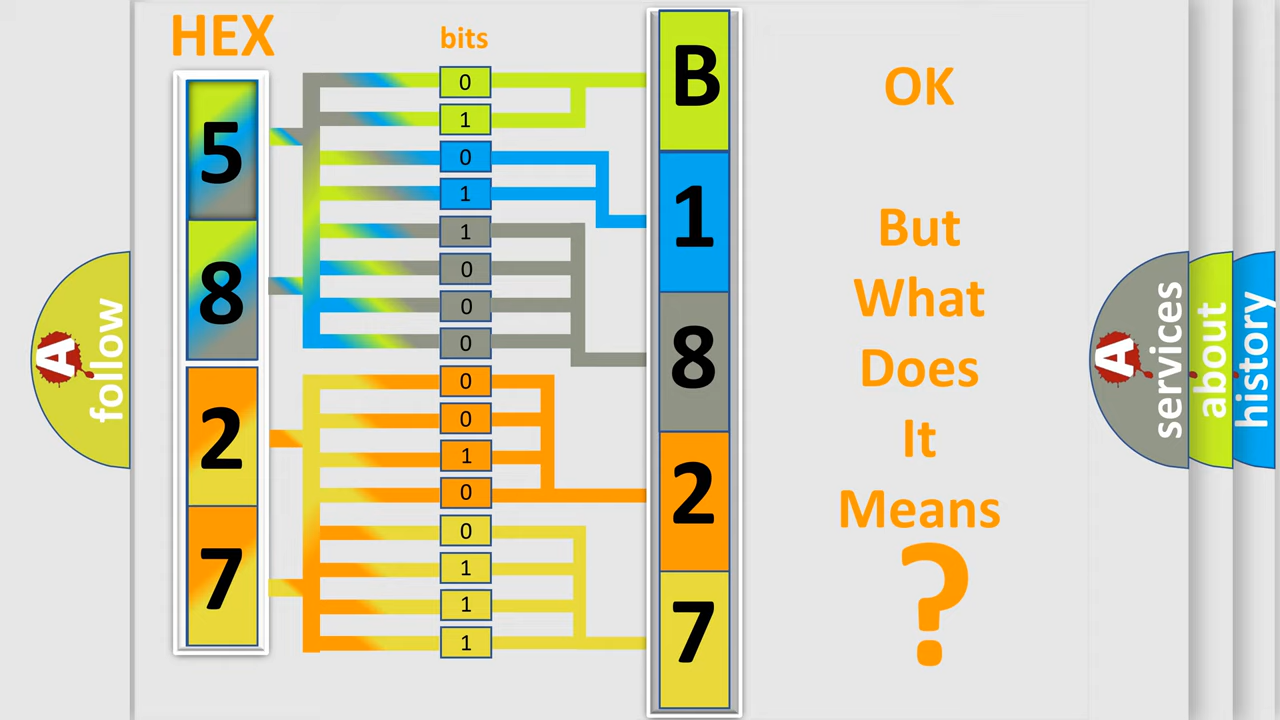 HEX
bits
5
8
2
7
0
1
0
1
1
0
0
0
0
0
1
0
0
1
1
1
B
1
8
2
7
OK
But
What
Does
It
Means
?
A
follow
A
services
about
history